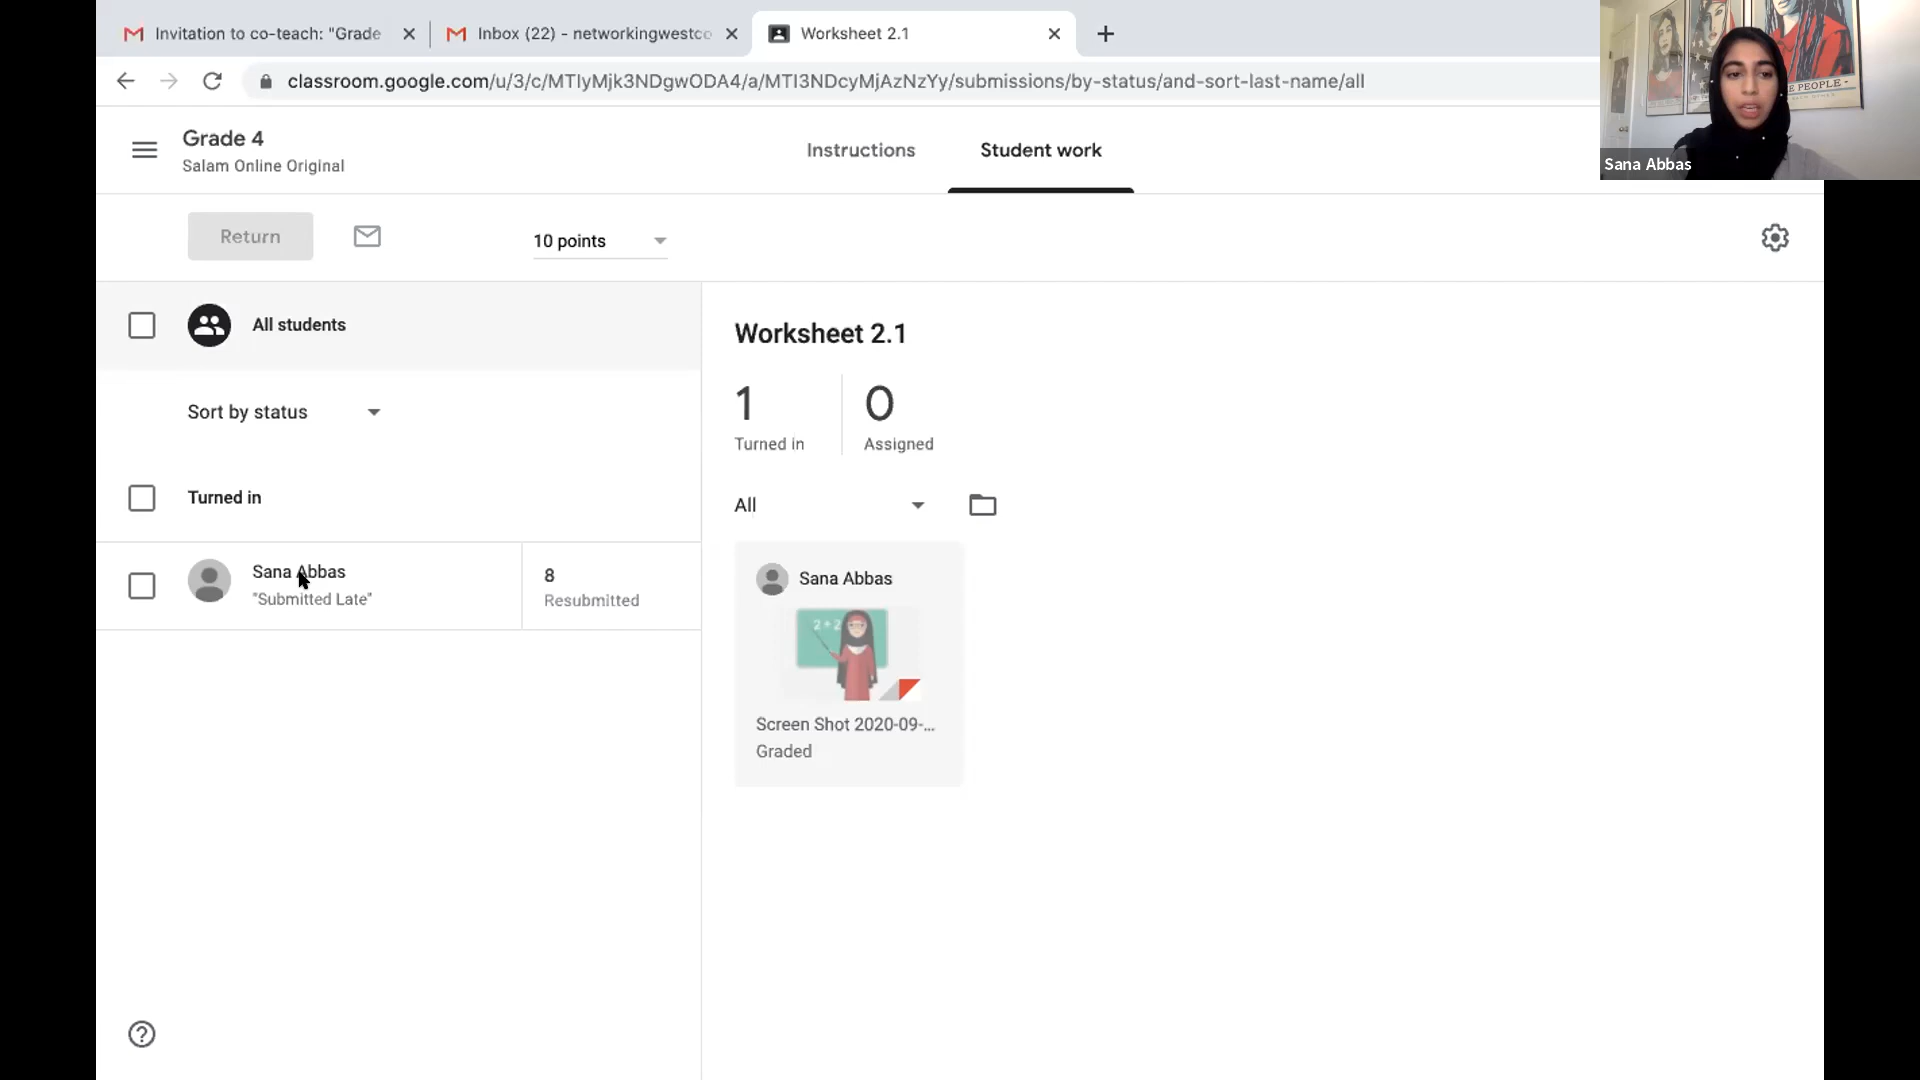 Invitation to co-teach: "Grade
Inbox (22) - networkingwestco
Worksheet 2.1
classroom.google.com/u/3/c/MTIyMjk3NDgwODA4/a/MTI3NDcyMjAzNzYy/submissions/by-status/and-sort-last-name/all
E PEOPLE -
Sana Abbas
Grade 4
Salam Online Original
Instructions
Student work
Return
10 points
All students
Sort by status
Turned in
Sana Abbas
"Submitted Late"
8
Resubmitted
Worksheet 2.1
1
Turned in
0
Assigned
All
Sana Abbas
2 + 2
Screen Shot 2020-09-...
Graded